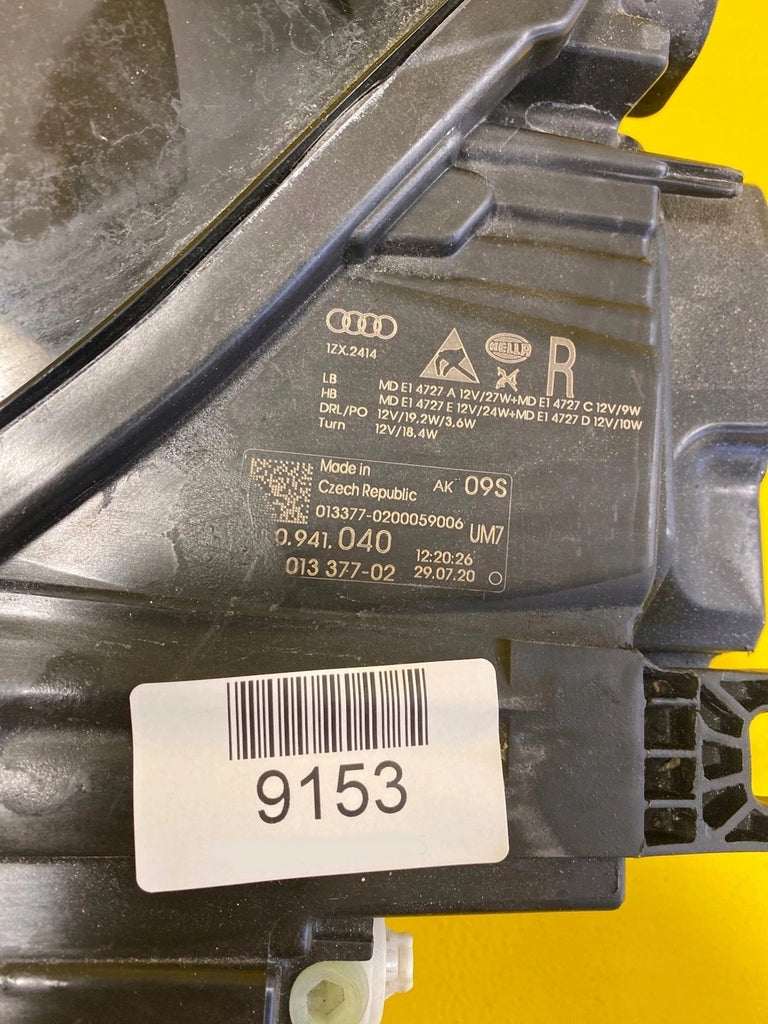 1ZX.2414
HELLA
R
LB MD E1 4727 A 12V/27W+MD E1 4727 C 12V/9W
HB MD E1 4727 E 12V/24W+MD E1 4727 D 12V/10W
DRL/PO 12V/19,2W/3,6W
Turn 12V/18,4W
Made in
Czech Republic AK 09S
013377-0200059006 UM7
0.941.040 12:20:26
013 377-02 29.07.20
9153